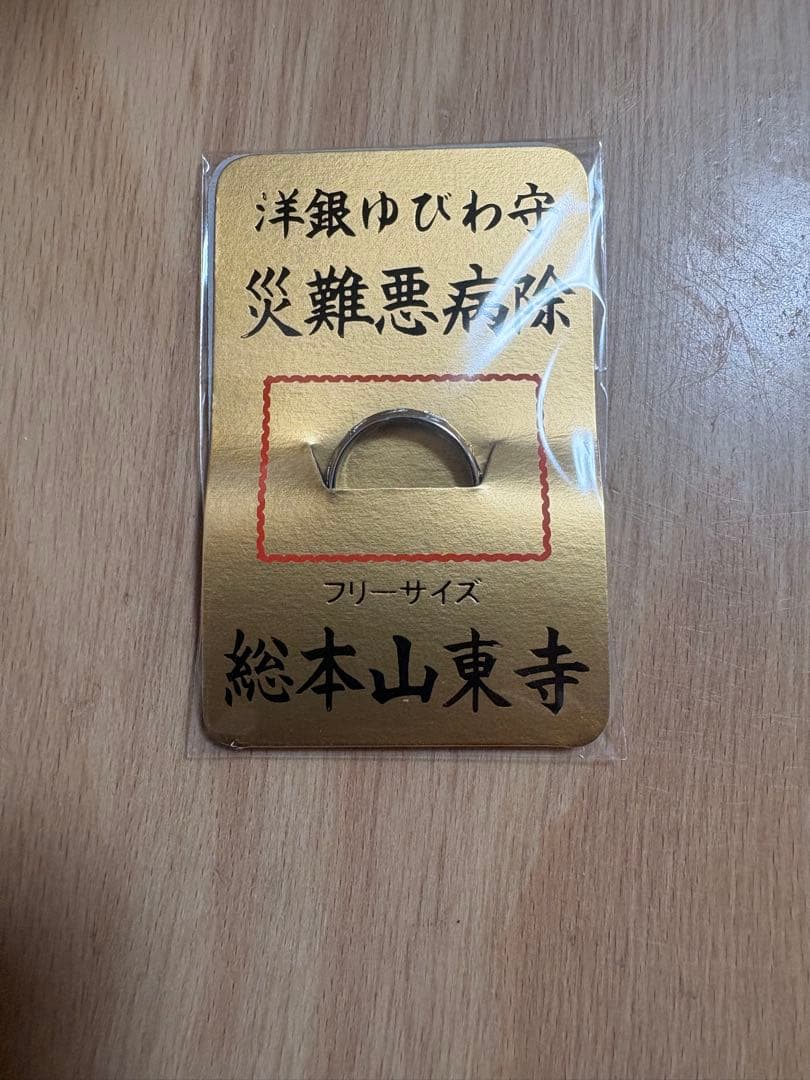 洋銀ゆびわ守
災難悪病除
フリーサイズ
総本山東寺